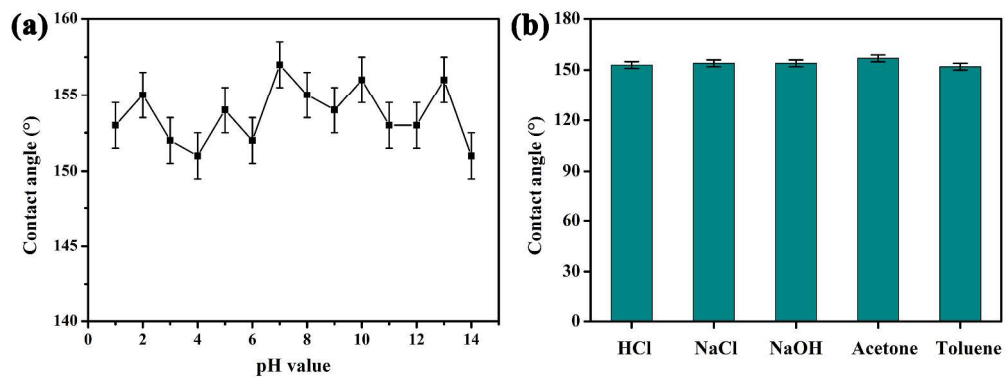 (a)
160
155
150
145
140
Contact angle (°)
0 2 4 6 8 10 12 14
pH value
(b)
180
150
120
90
60
30
0
Contact angle (°)
HCl NaCl NaOH Acetone Toluene